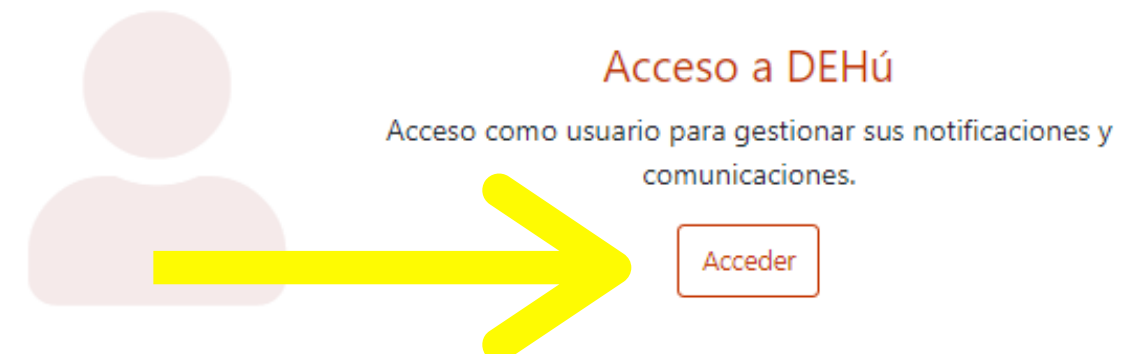 Acceso a DEHú
Acceso como usuario para gestionar sus notificaciones y
comunicaciones.
Acceder